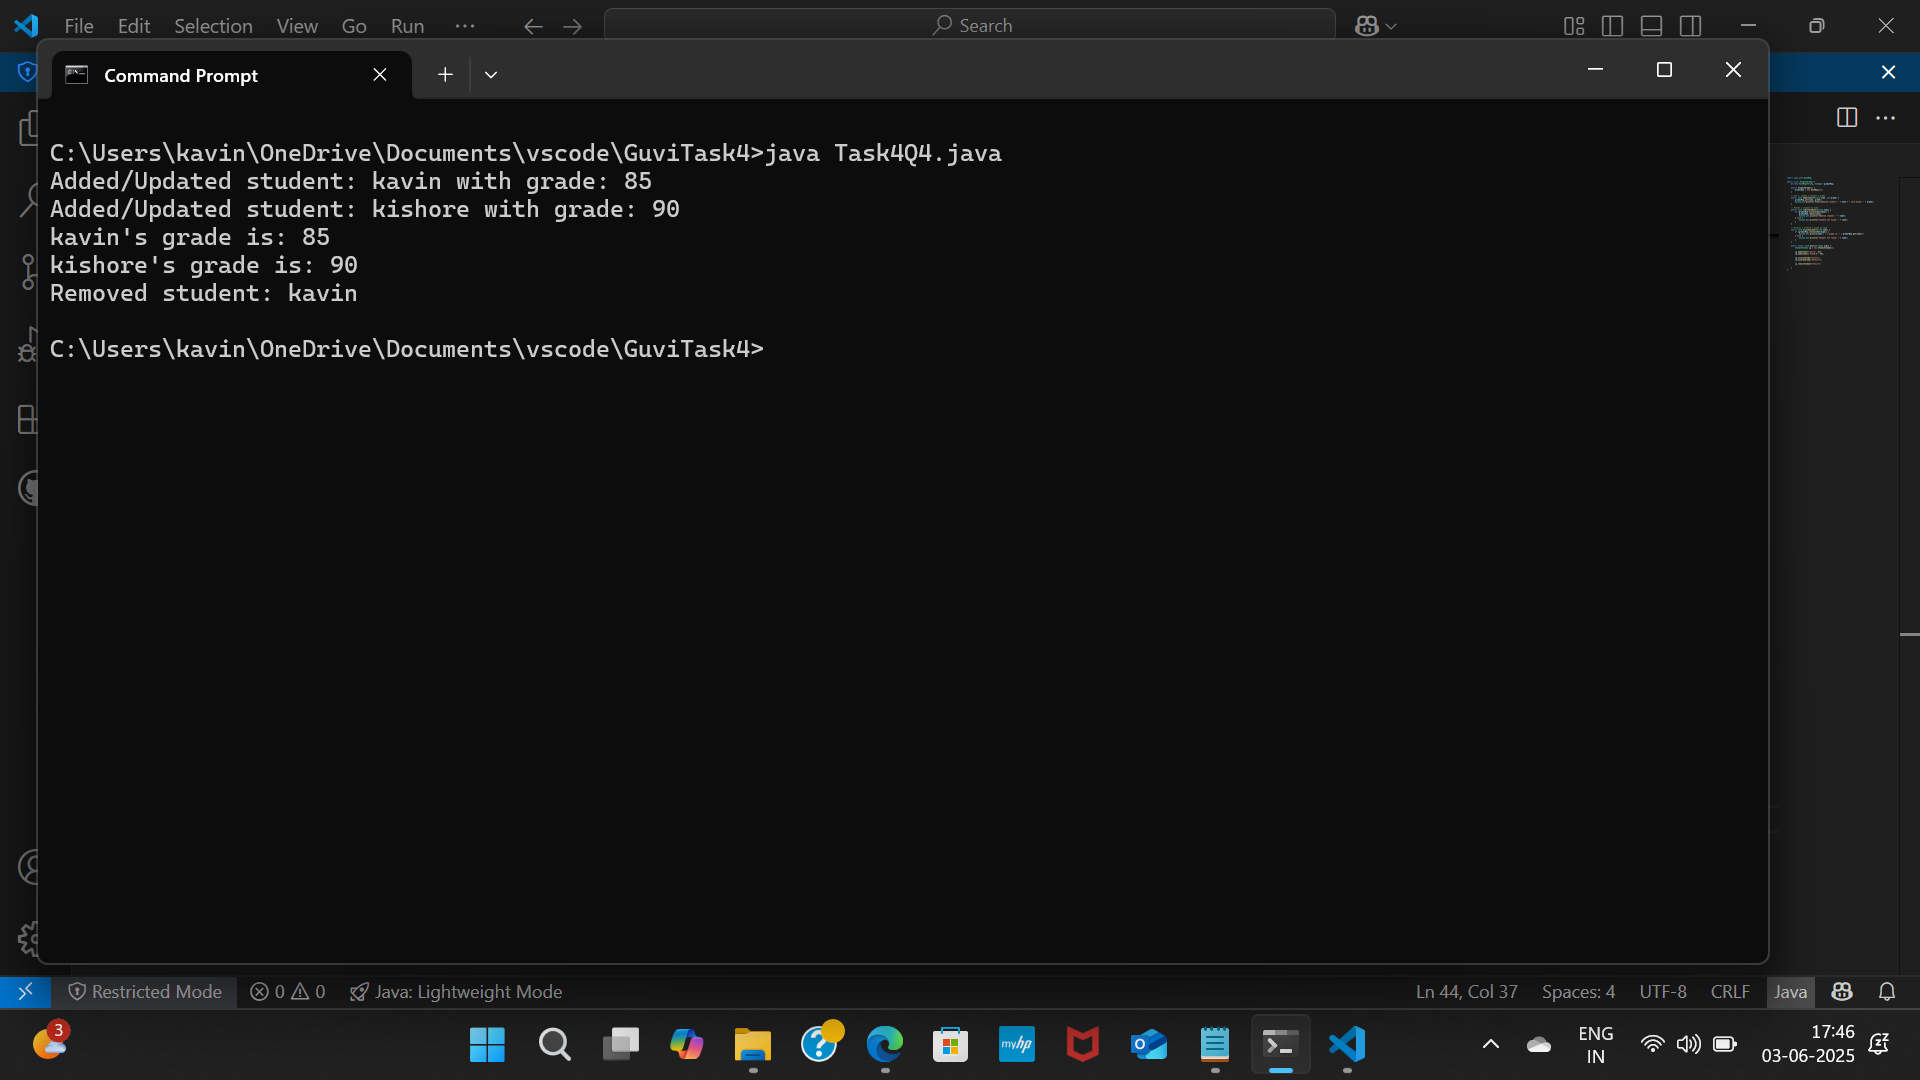 File Edit Selection View Go Run ... Search
Command Prompt
C:\Users\kavin\OneDrive\Documents\vscode\GuviTask4>java Task4Q4.java
Added/Updated student: kavin with grade: 85
Added/Updated student: kishore with grade: 90
kavin's grade is: 85
kishore's grade is: 90
Removed student: kavin
C:\Users\kavin\OneDrive\Documents\vscode\GuviTask4>
Restricted Mode 0 0 Java: Lightweight Mode Ln 44, Col 37 Spaces: 4 UTF-8 CRLF Java
3 myhp ENG 17:46
IN 03-06-2025